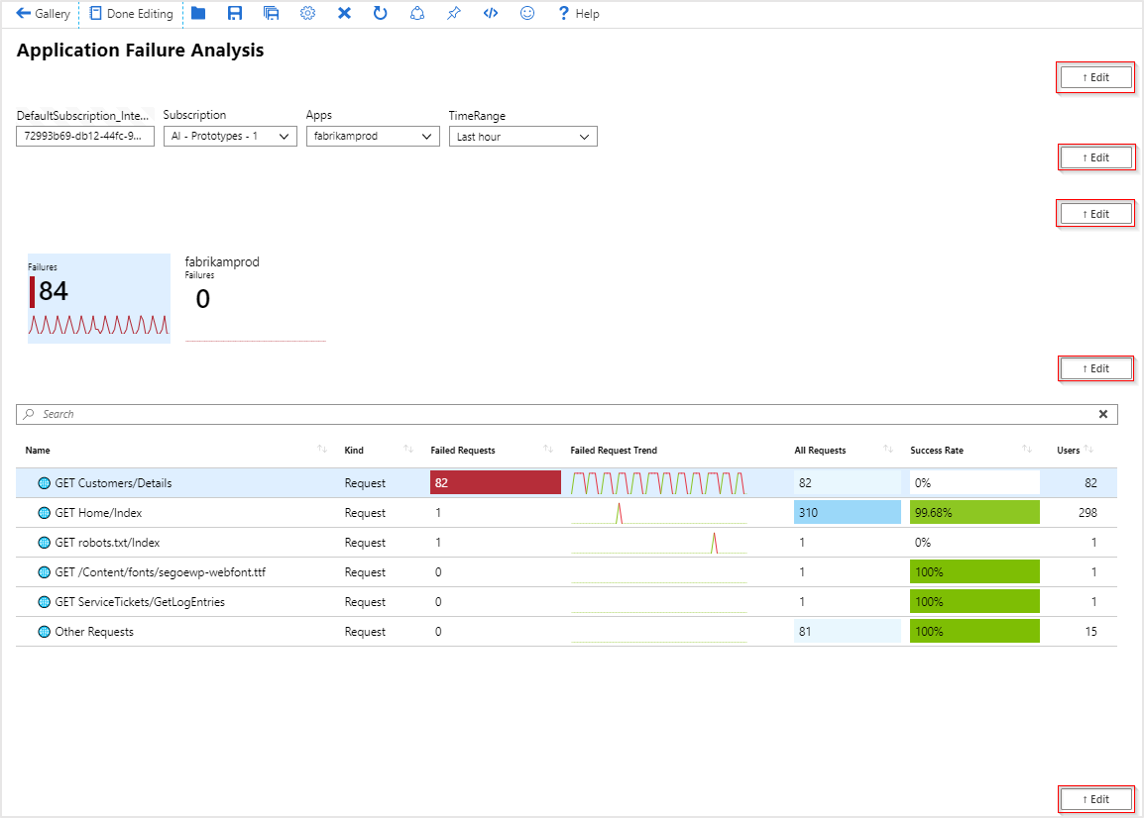 ← Gallery Done Editing ? Help
Application Failure Analysis
↑ Edit
DefaultSubscription_Inte... Subscription Apps TimeRange
72993b69-db12-44fc-9... AI - Prototypes - 1 fabrikamprod Last hour
↑ Edit
↑ Edit
fabrikamprod
Failures Failures
84 0
↑ Edit
Search
Name Kind Failed Requests Failed Request Trend All Requests Success Rate Users
GET Customers/Details Request 82 82 0% 82
GET Home/Index Request 1 310 99.68% 298
GET robots.txt/Index Request 1 1 0% 1
GET /Content/fonts/segoewp-webfont.ttf Request 0 1 100% 1
GET ServiceTickets/GetLogEntries Request 0 1 100% 1
Other Requests Request 0 81 100% 15
↑ Edit